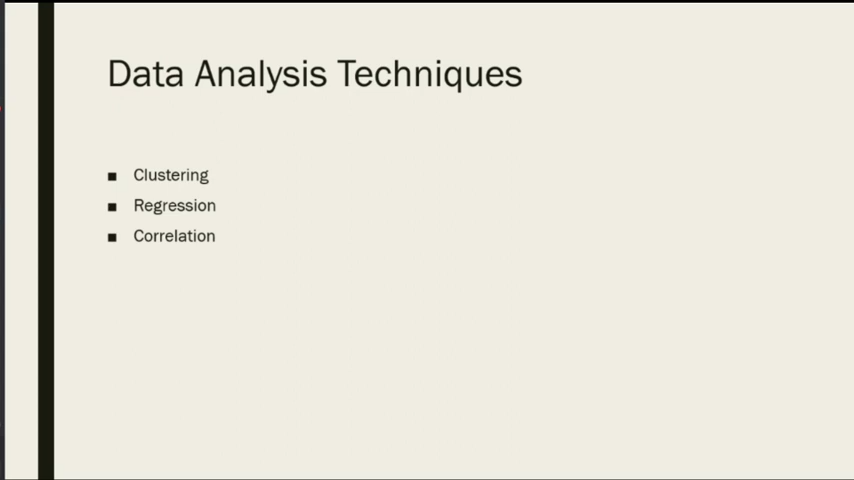 Data Analysis Techniques
■ Clustering
■ Regression
■ Correlation